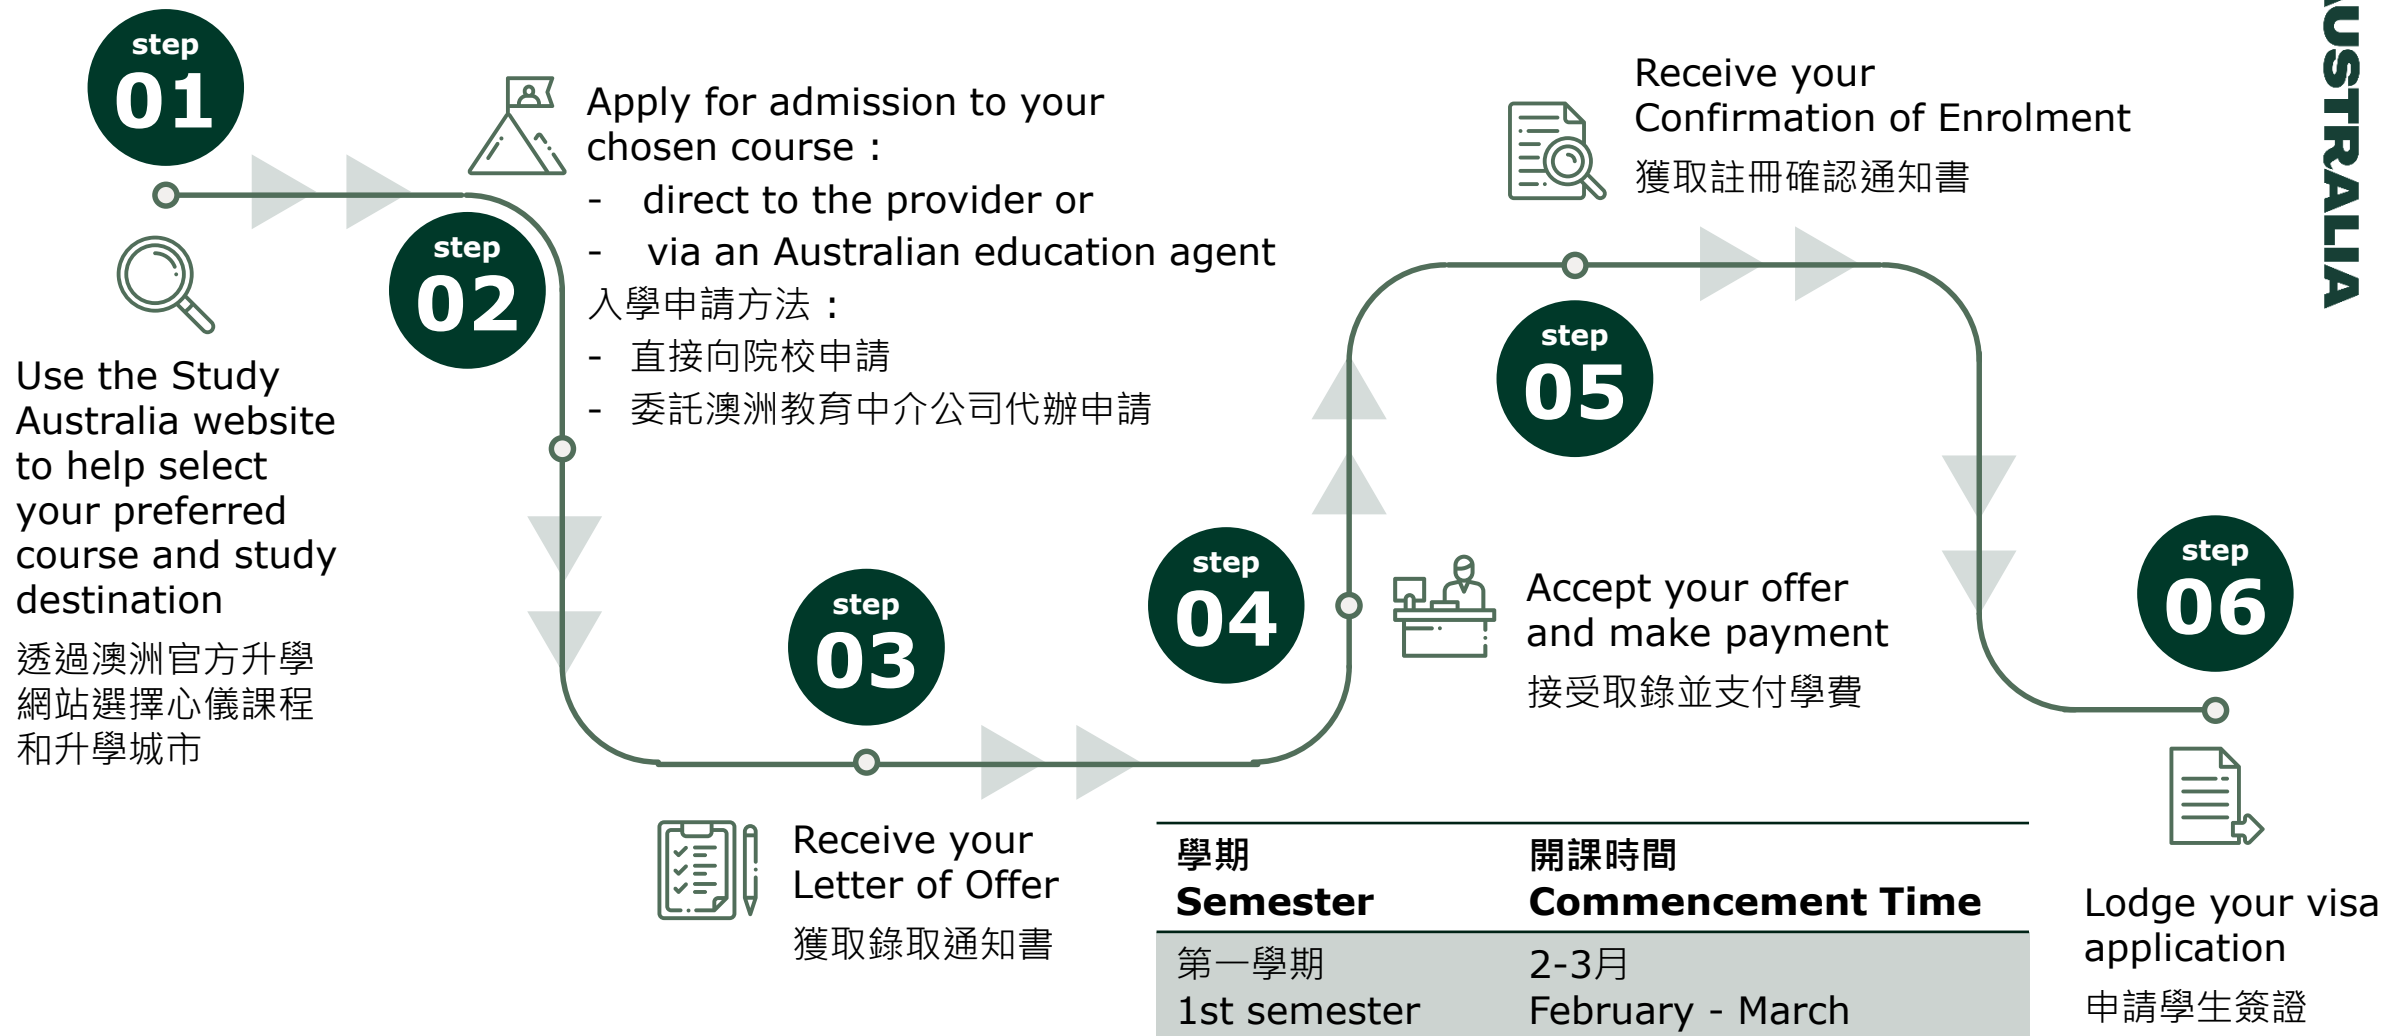 step
01
Use the Study
Australia website
to help select
your preferred
course and study
destination
透過澳洲官方升學
網站選擇心儀課程
和升學城市
step
02
Apply for admission to your
chosen course :
- direct to the provider or
- via an Australian education agent
入學申請方法：
- 直接向院校申請
- 委託澳洲教育中介公司代辦申請
step
03
Receive your
Letter of Offer
獲取錄取通知書
step
04
Accept your offer
and make payment
接受取錄並支付學費
step
05
Receive your
Confirmation of Enrolment
獲取註冊確認通知書
step
06
Lodge your visa
application
申請學生簽證
學期 開課時間
Semester Commencement Time
第一學期 2-3月
1st semester February - March
AUSTRALIA